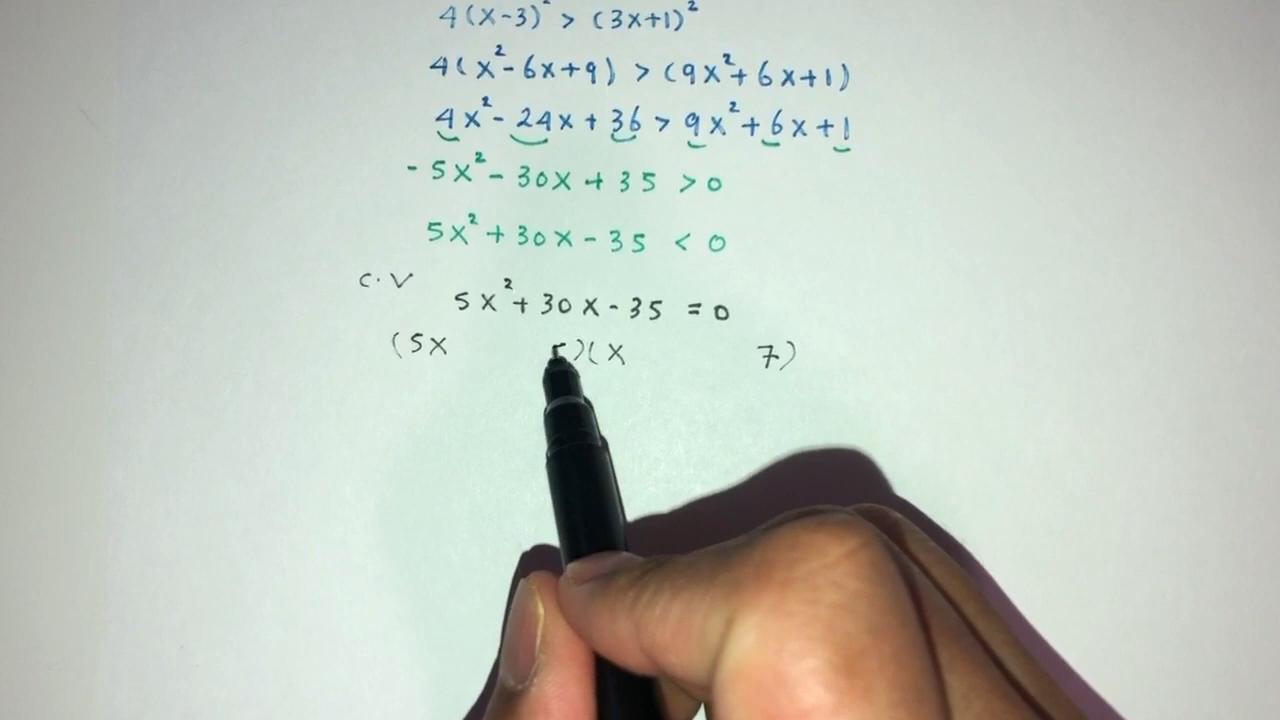 4(x-3)² > (3x+1)²
4(x²-6x+9) > (9x²+6x+1)
4x²-24x+36 > 9x²+6x+1
-5x²-30x+35 > 0
5x²+30x-35 < 0
C.V
5x²+30x-35 = 0
(5x 5)(x 7)